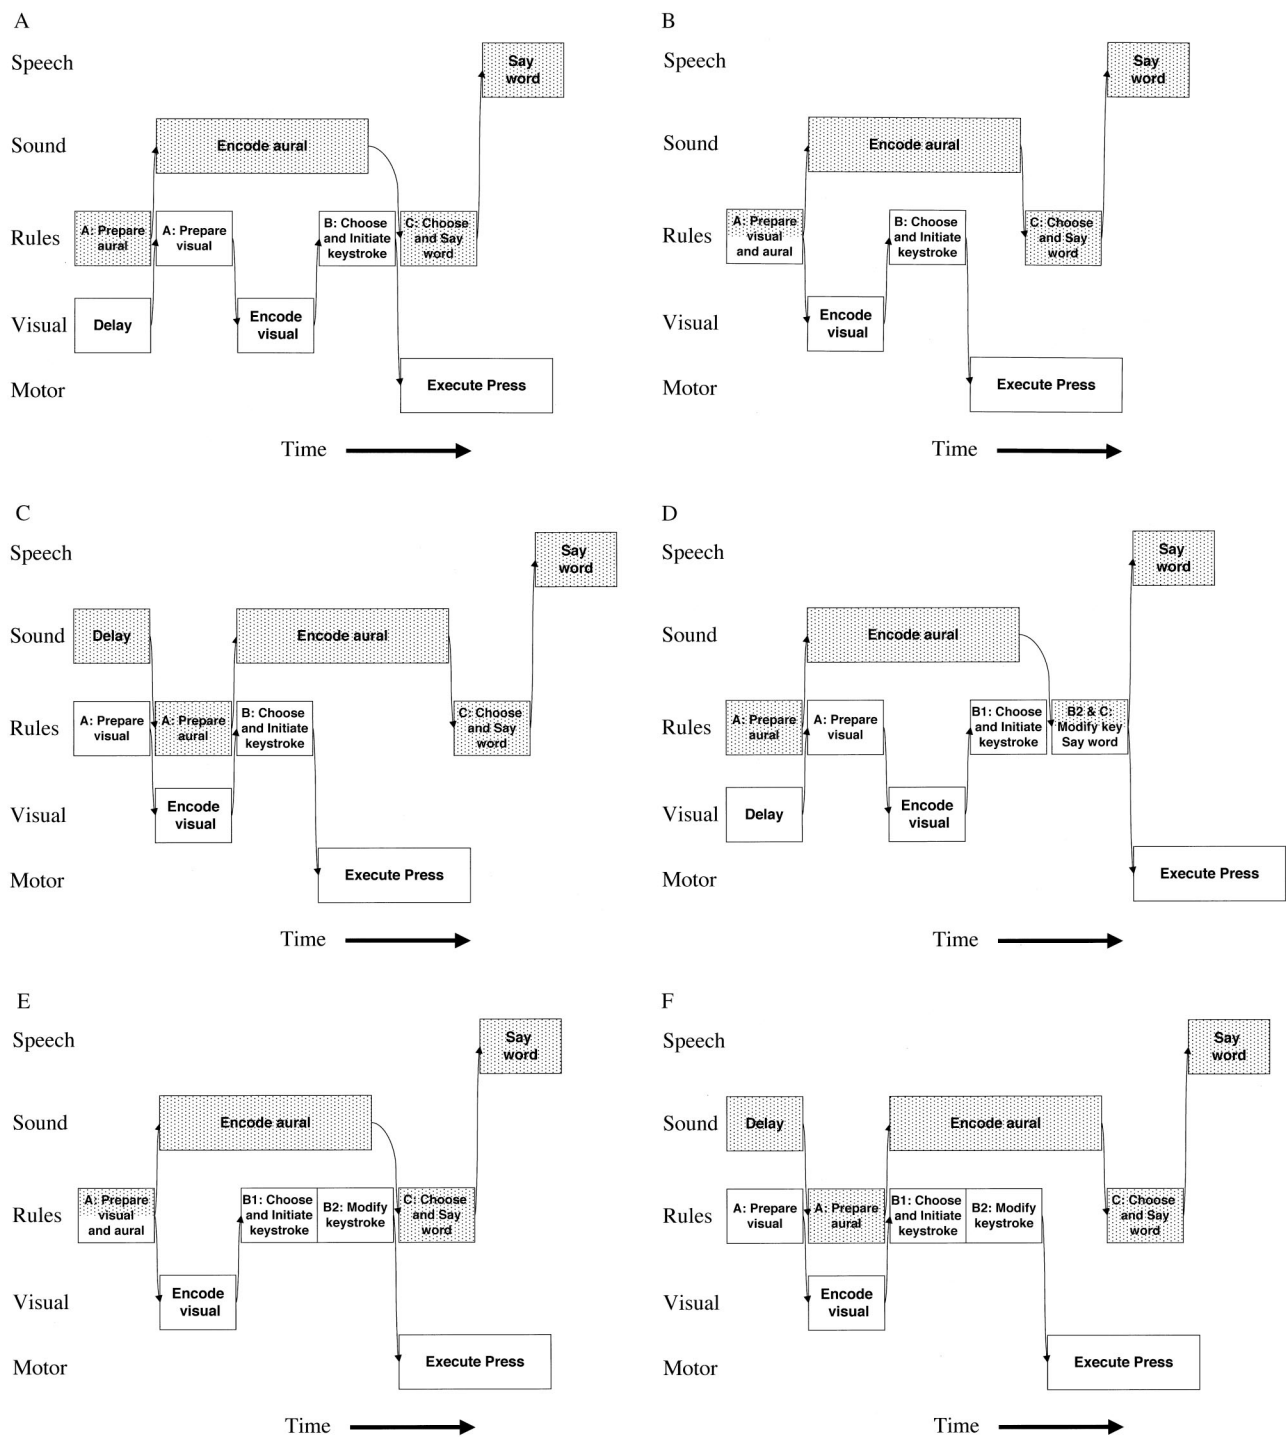 A
Speech
Say
word
Sound
Encode aural
Rules
A: Prepare
aural
A: Prepare
visual
B: Choose
and Initiate
keystroke
C: Choose
and Say
word
Visual
Delay
Encode
visual
Motor
Execute Press
Time
B
Speech
Say
word
Sound
Encode aural
Rules
A: Prepare
visual
and aural
B: Choose
and Initiate
keystroke
C: Choose
and Say
word
Visual
Encode
visual
Motor
Execute Press
Time
C
Speech
Say
word
Sound
Delay
Encode aural
Rules
A: Prepare
visual
A: Prepare
aural
B: Choose
and Initiate
keystroke
C: Choose
and Say
word
Visual
Encode
visual
Motor
Execute Press
Time
D
Speech
Say
word
Sound
Encode aural
Rules
A: Prepare
aural
A: Prepare
visual
B1: Choose
and Initiate
keystroke
B2 & C:
Modify key
Say word
Visual
Delay
Encode
visual
Motor
Execute Press
Time
E
Speech
Say
word
Sound
Encode aural
Rules
A: Prepare
visual
and aural
B1: Choose
and Initiate
keystroke
B2: Modify
keystroke
C: Choose
and Say
word
Visual
Encode
visual
Motor
Execute Press
Time
F
Speech
Say
word
Sound
Delay
Encode aural
Rules
A: Prepare
visual
A: Prepare
aural
B1: Choose
and Initiate
keystroke
B2: Modify
keystroke
C: Choose
and Say
word
Visual
Encode
visual
Motor
Execute Press
Time